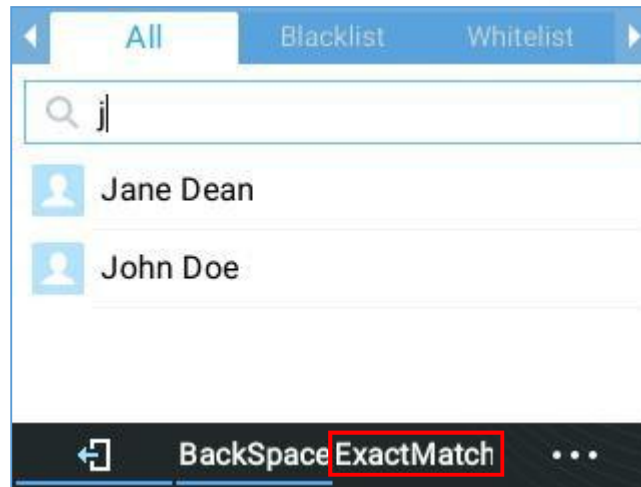 All Blacklist Whitelist
j
Jane Dean
John Doe
BackSpace ExactMatch